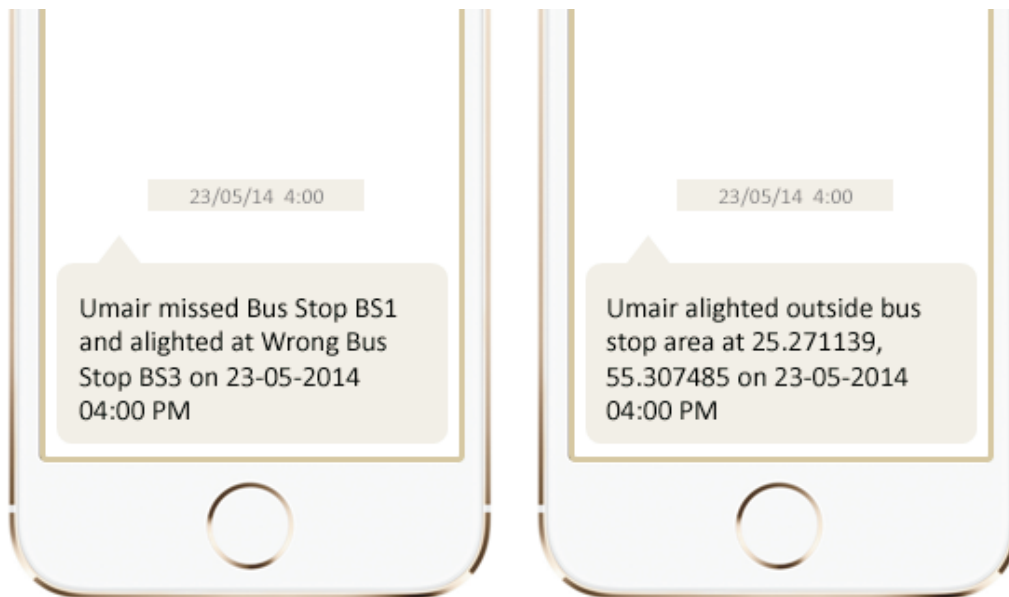 23/05/14 4:00
Umair missed Bus Stop BS1
and alighted at Wrong Bus
Stop BS3 on 23-05-2014
04:00 PM
23/05/14 4:00
Umair alighted outside bus
stop area at 25.271139,
55.307485 on 23-05-2014
04:00 PM